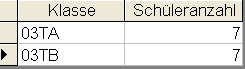 Klasse Schüleranzahl
03TA 7
03TB 7